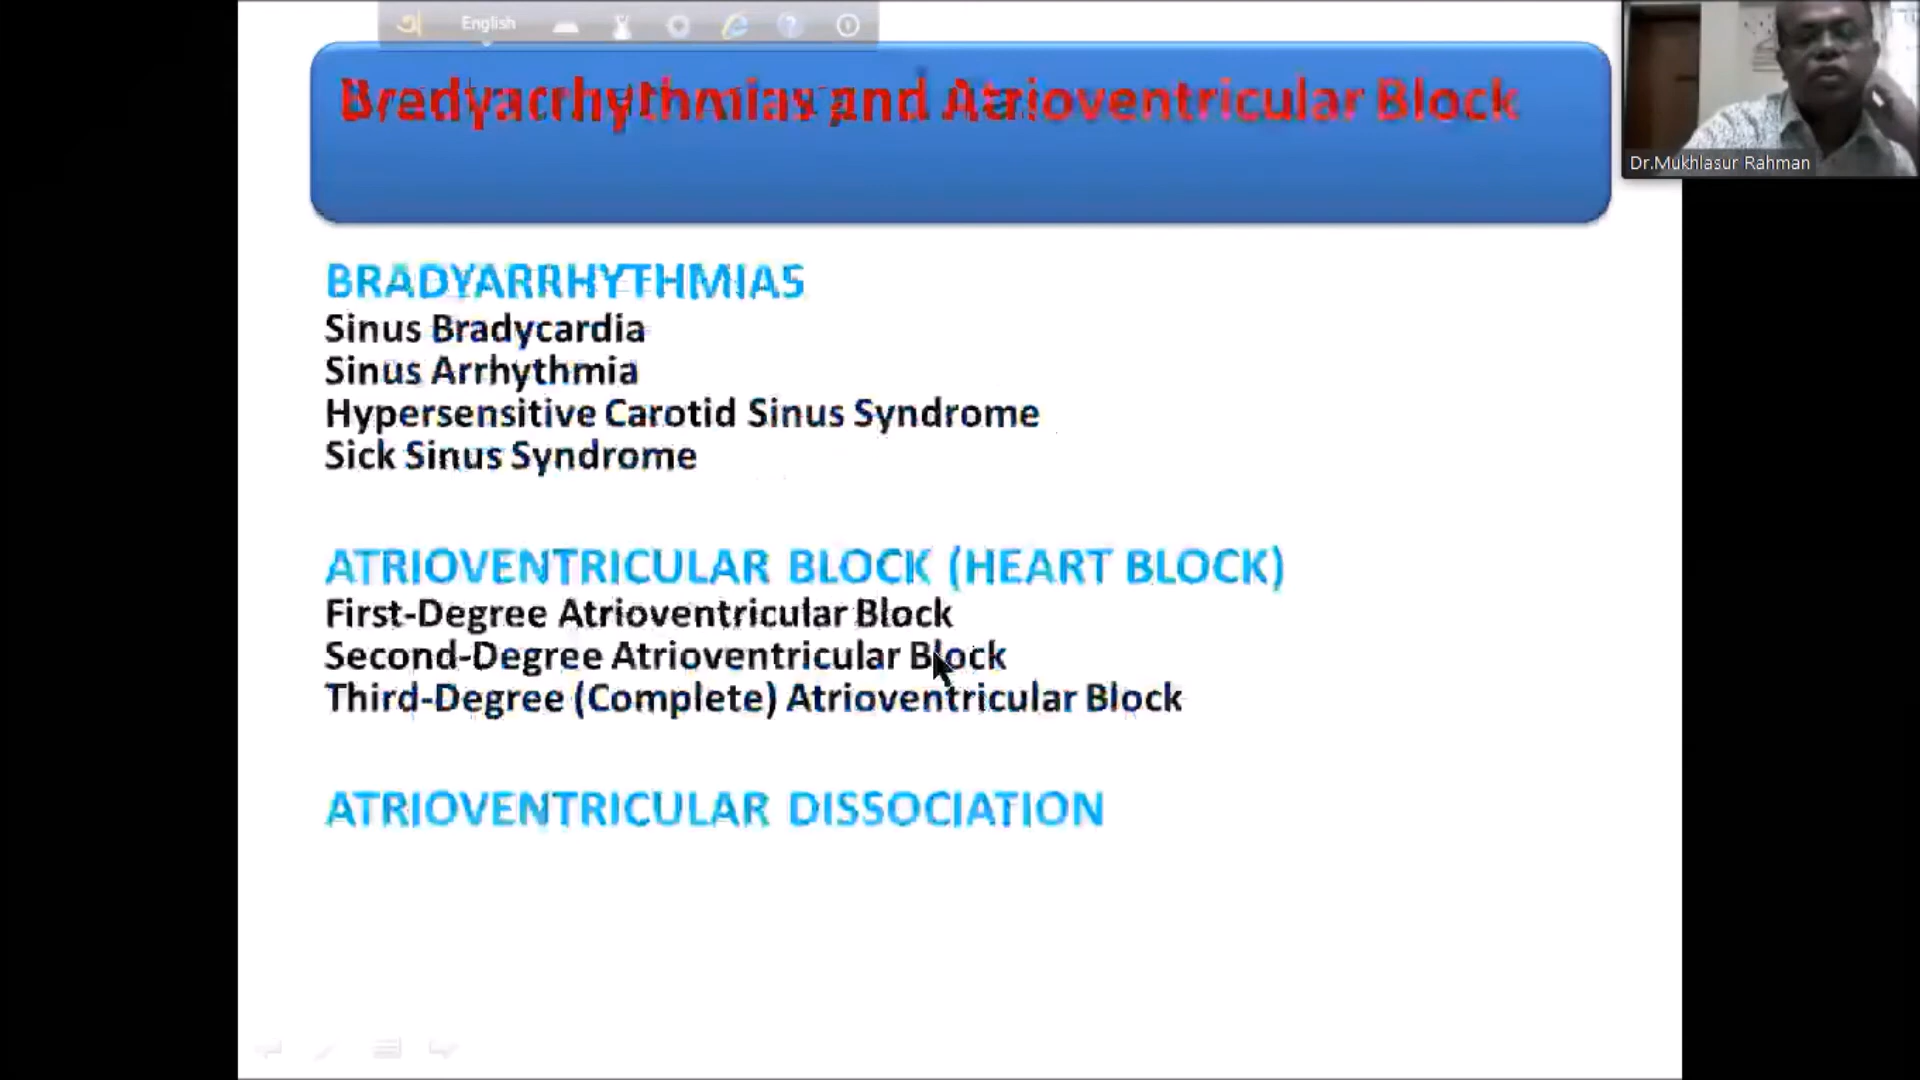 English
Bradyarrhythmias and Atrioventricular Block
Dr.Mukhlasur Rahman
BRADYARRHYTHMIAS
Sinus Bradycardia
Sinus Arrhythmia
Hypersensitive Carotid Sinus Syndrome
Sick Sinus Syndrome
ATRIOVENTRICULAR BLOCK (HEART BLOCK)
First-Degree Atrioventricular Block
Second-Degree Atrioventricular Block
Third-Degree (Complete) Atrioventricular Block
ATRIOVENTRICULAR DISSOCIATION